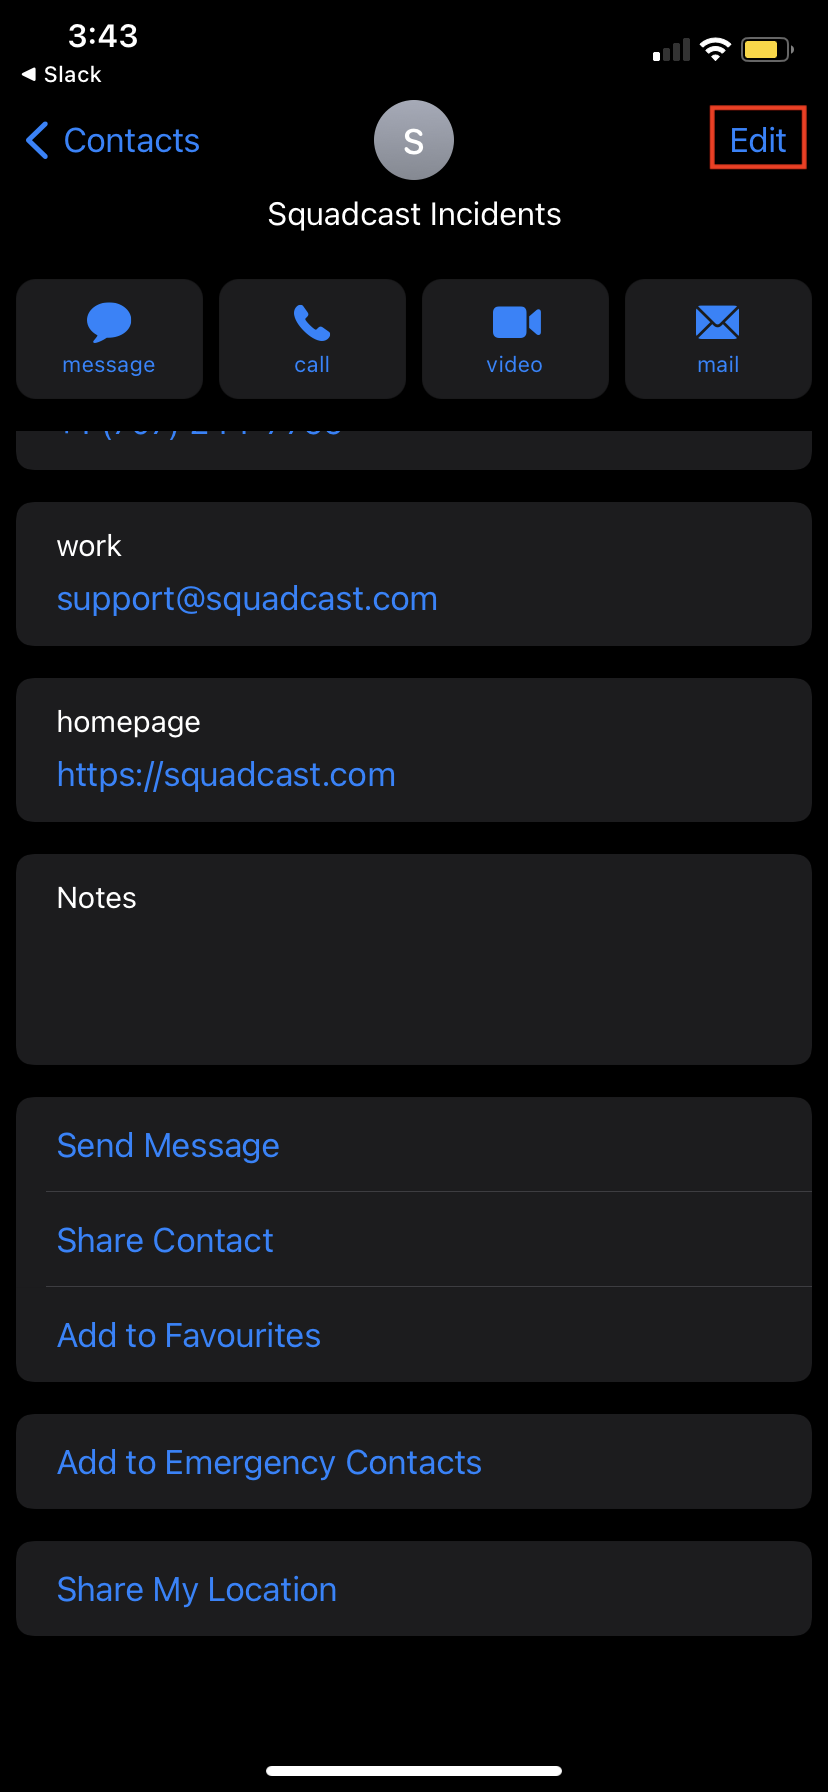 3:43
◀ Slack
Contacts
S
Edit
Squadcast Incidents
message
call
video
mail
work
support@squadcast.com
homepage
https://squadcast.com
Notes
Send Message
Share Contact
Add to Favourites
Add to Emergency Contacts
Share My Location